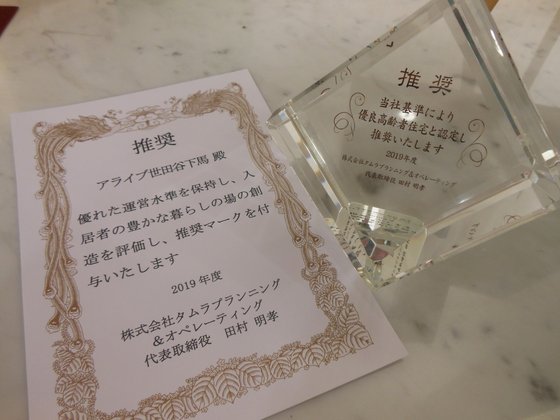 推奨
アライブ世田谷下馬 殿
優れた運営水準を保持し、入
居者の豊かな暮らしの場の創
造を評価し、推奨マークを付
与いたします
2019 年度
株式会社タムラプランニング
＆オペレーティング
代表取締役 田村 明孝
推奨
当社基準により
優良高齢者住宅と認定し
推奨いたします
2019年度
株式会社タムラプランニング&オペレーティング
代表取締役・田村 明孝